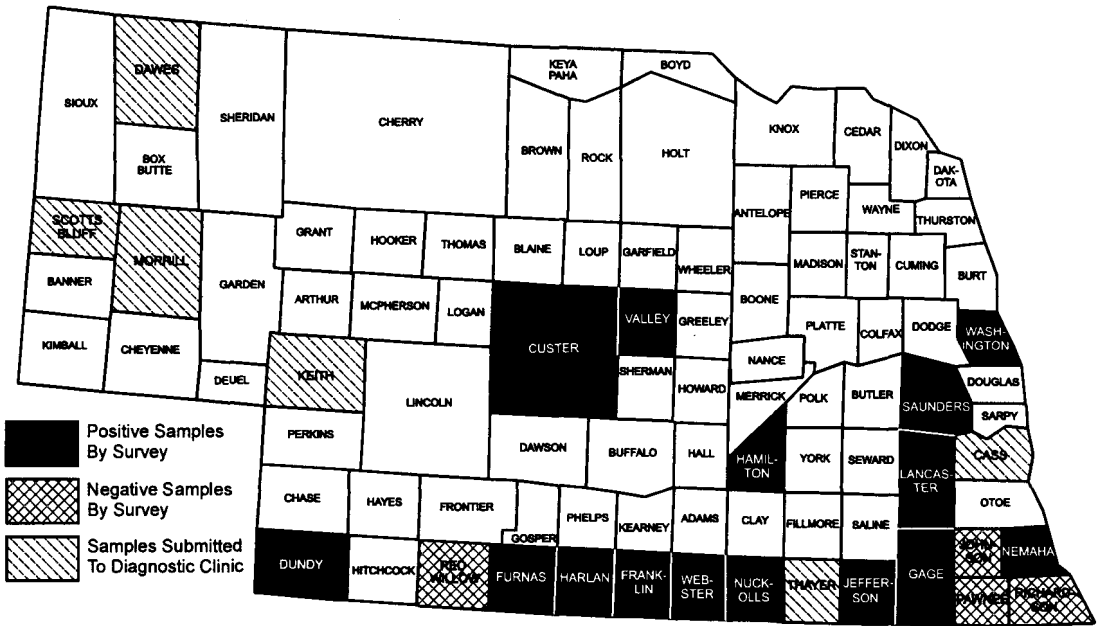 SIOUX
DAWES
BOX
BUTTE
SHERIDAN
CHERRY
KEYA
PAHA
BOYD
BROWN
ROCK
HOLT
KNOX
CEDAR
DIXON
DAK-
OTA
ANTELOPE
PIERCE
WAYNE
THURSTON
SCOTTS
BLUFF
MORRILL
BANNER
KIMBALL
CHEYENNE
GARDEN
DEUEL
GRANT
HOOKER
THOMAS
BLAINE
LOUP
GARFIELD
WHEELER
MADISON
STAN-
TON
CUMING
BURT
ARTHUR
MCPHERSON
LOGAN
CUSTER
VALLEY
GREELEY
BOONE
PLATTE
COLFAX
DODGE
WASH-
INGTON
KEITH
LINCOLN
SHERMAN
HOWARD
NANCE
MERRICK
POLK
BUTLER
SAUNDERS
DOUGLAS
SARPY
PERKINS
DAWSON
BUFFALO
HALL
HAMIL-
TON
YORK
SEWARD
LANCAS-
TER
CASS
OTOE
CHASE
HAYES
FRONTIER
GOSPER
PHELPS
KEARNEY
ADAMS
CLAY
FILLMORE
SALINE
DUNDY
HITCHCOCK
RED
WILLOW
FURNAS
HARLAN
FRANK-
LIN
WEB-
STER
NUCK-
OLLS
THAYER
JEFFER-
SON
GAGE
JOHN-
SON
NEMAHA
PAWNEE
RICHARD-
SON
Positive Samples
By Survey
Negative Samples
By Survey
Samples Submitted
To Diagnostic Clinic